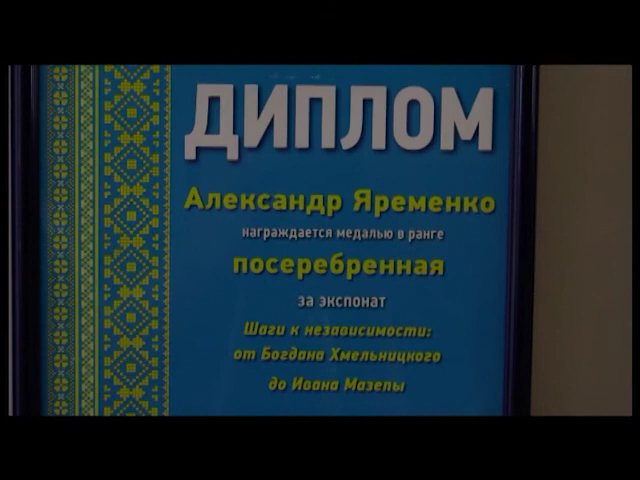 ДИПЛОМ
Александр Яременко
награждается медалью в ранге
посеребренная
за экспонат
Шаги к независимости:
от Богдана Хмельницкого
до Ивана Мазепы